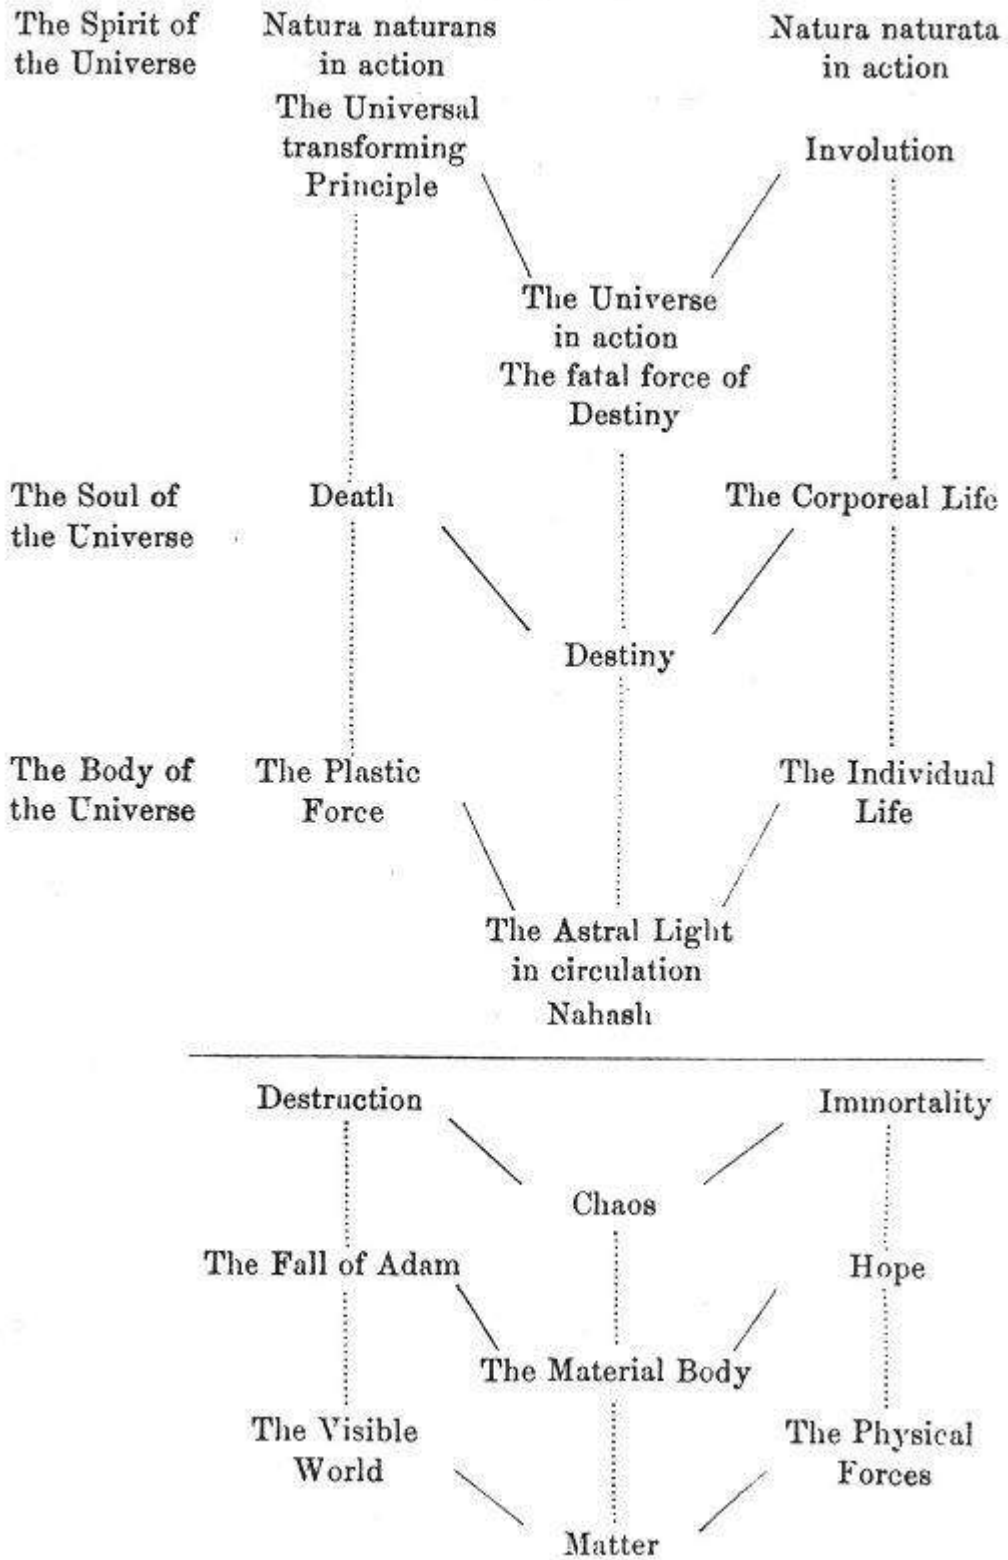 The Spirit of
the Universe
Natura naturans
in action
The Universal
transforming
Principle
Natura naturata
in action
Involution
The Universe
in action
The fatal force of
Destiny
The Soul of
the Universe
Death
The Corporeal Life
Destiny
The Body of
the Universe
The Plastic
Force
The Individual
Life
The Astral Light
in circulation
Nahash
Destruction
Immortality
Chaos
The Fall of Adam
Hope
The Material Body
The Visible
World
The Physical
Forces
Matter